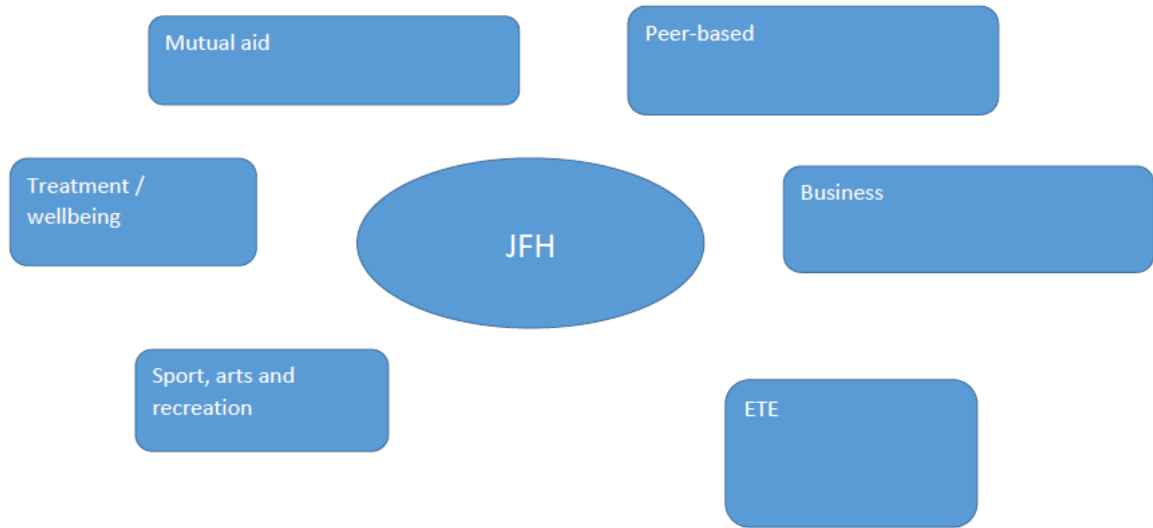 Mutual aid
Peer-based
Treatment /
wellbeing
Business
JFH
Sport, arts and
recreation
ETE